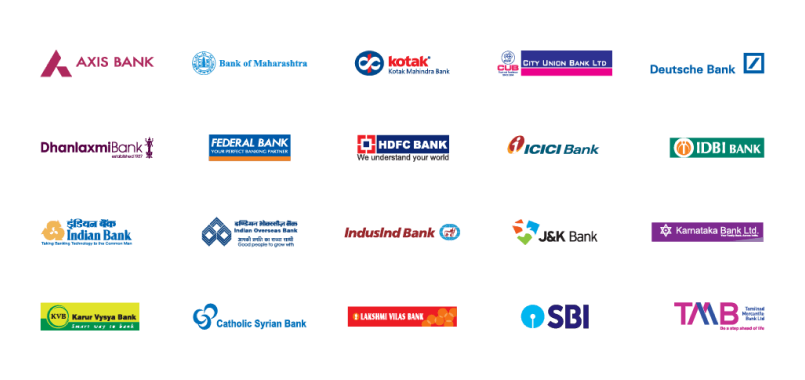 AXIS BANK
Bank of Maharashtra
kotak
Kotak Mahindra Bank
CUB
CITY UNION BANK LTD
Deutsche Bank
DhanlaxmiBank
established 1927
FEDERAL BANK
YOUR PERFECT BANKING PARTNER
HDFC BANK
We understand your world
ICICI Bank
IDBI BANK
इंडियन बैंक
Indian Bank
Taking Banking Technology to the Common Man
इण्डियन ओवरसीज़ बैंक
Indian Overseas Bank
आपकी प्रगति का सच्चा साथी
Good people to grow with
IndusInd Bank
J&K Bank
Karnataka Bank Ltd.
KVB
Karur Vysya Bank
Smart way to bank
Catholic Syrian Bank
LAKSHMI VILAS BANK
SBI
TMB
Tamilnad
Mercantile
Bank Ltd
Be a step ahead of life